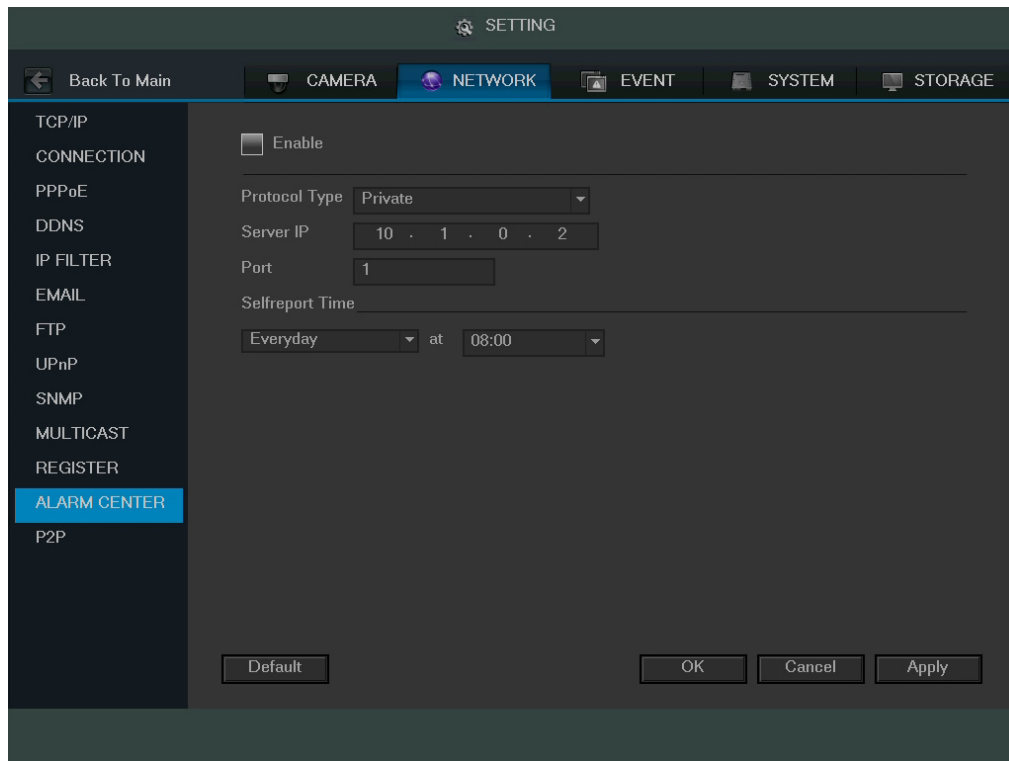 SETTING
Back To Main CAMERA NETWORK EVENT SYSTEM STORAGE
TCP/IP
CONNECTION
PPPoE
DDNS
IP FILTER
EMAIL
FTP
UPnP
SNMP
MULTICAST
REGISTER
ALARM CENTER
P2P
Enable
Protocol Type Private
Server IP 10 . 1 . 0 . 2
Port 1
Selfreport Time
Everyday at 08:00
Default OK Cancel Apply